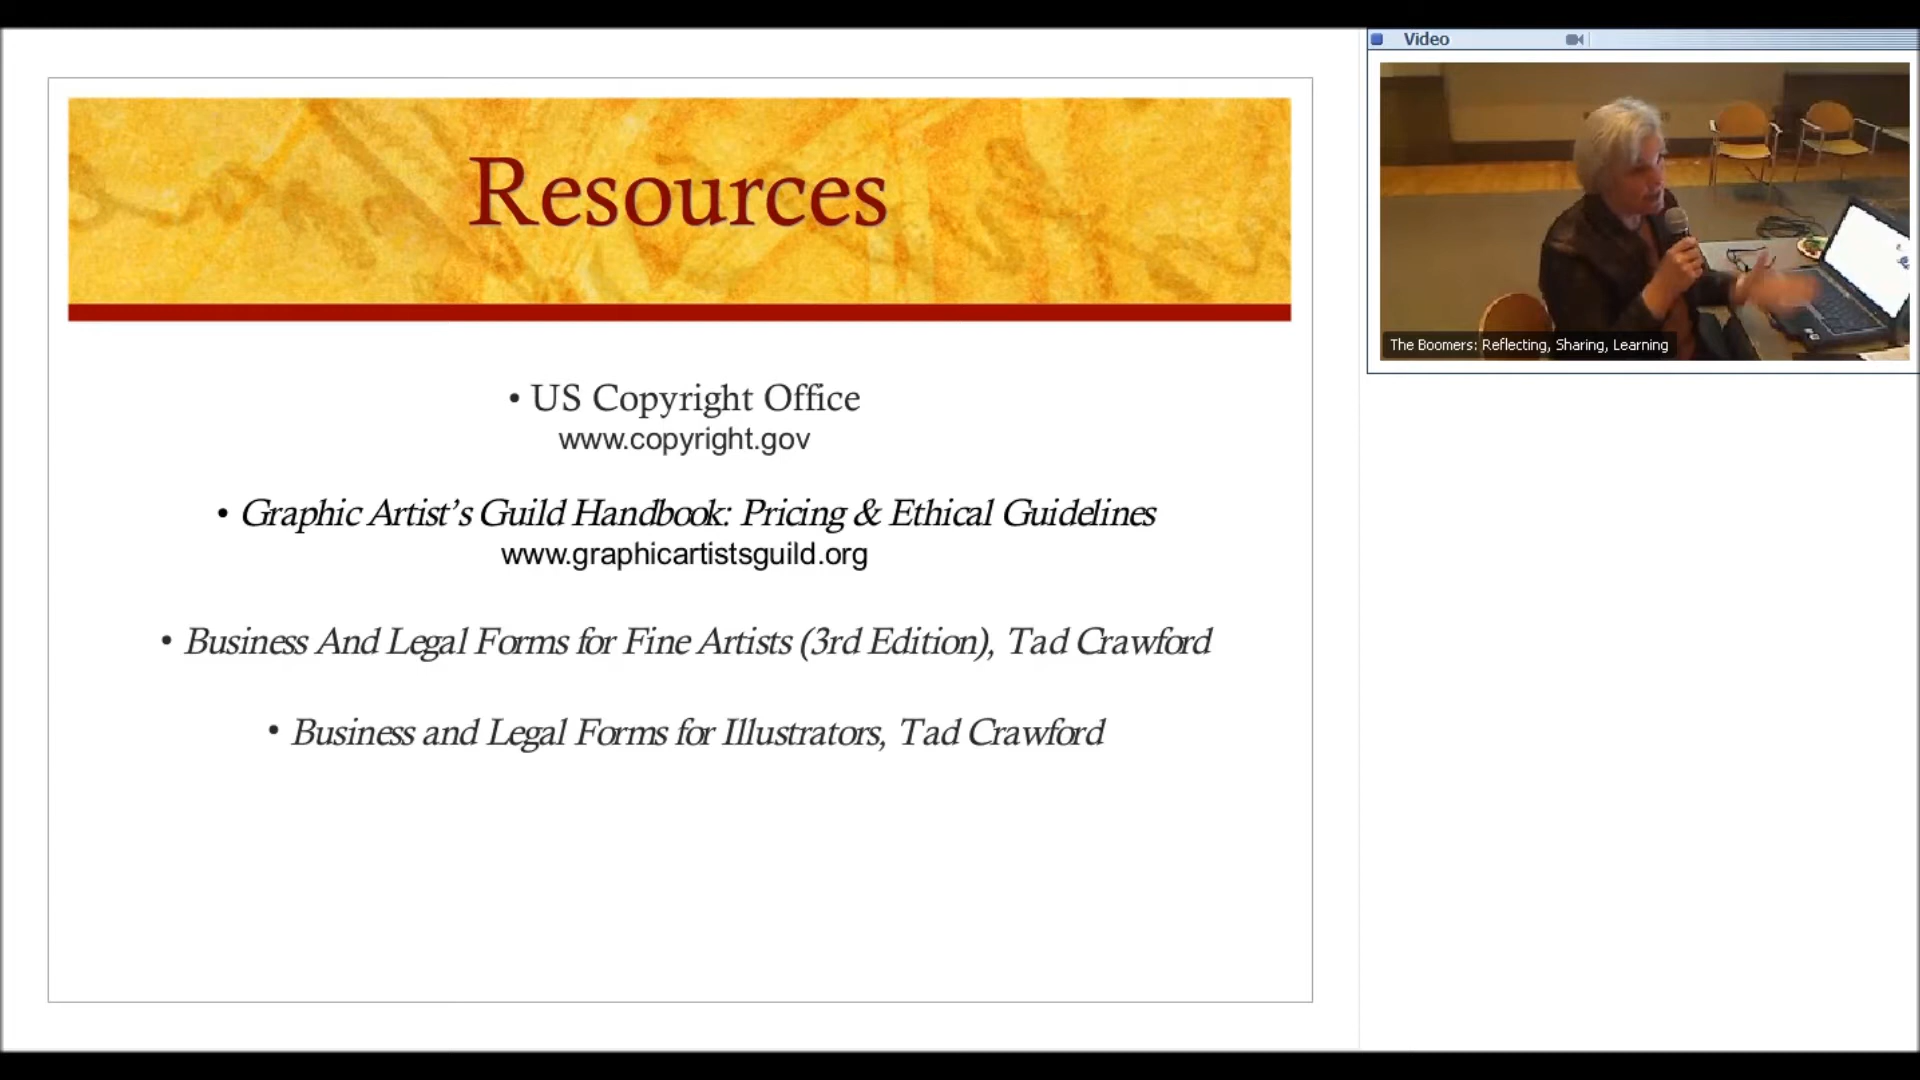 Resources
• US Copyright Office
www.copyright.gov
• Graphic Artist’s Guild Handbook: Pricing & Ethical Guidelines
www.graphicartistsguild.org
• Business And Legal Forms for Fine Artists (3rd Edition), Tad Crawford
• Business and Legal Forms for Illustrators, Tad Crawford
Video
The Boomers: Reflecting, Sharing, Learning